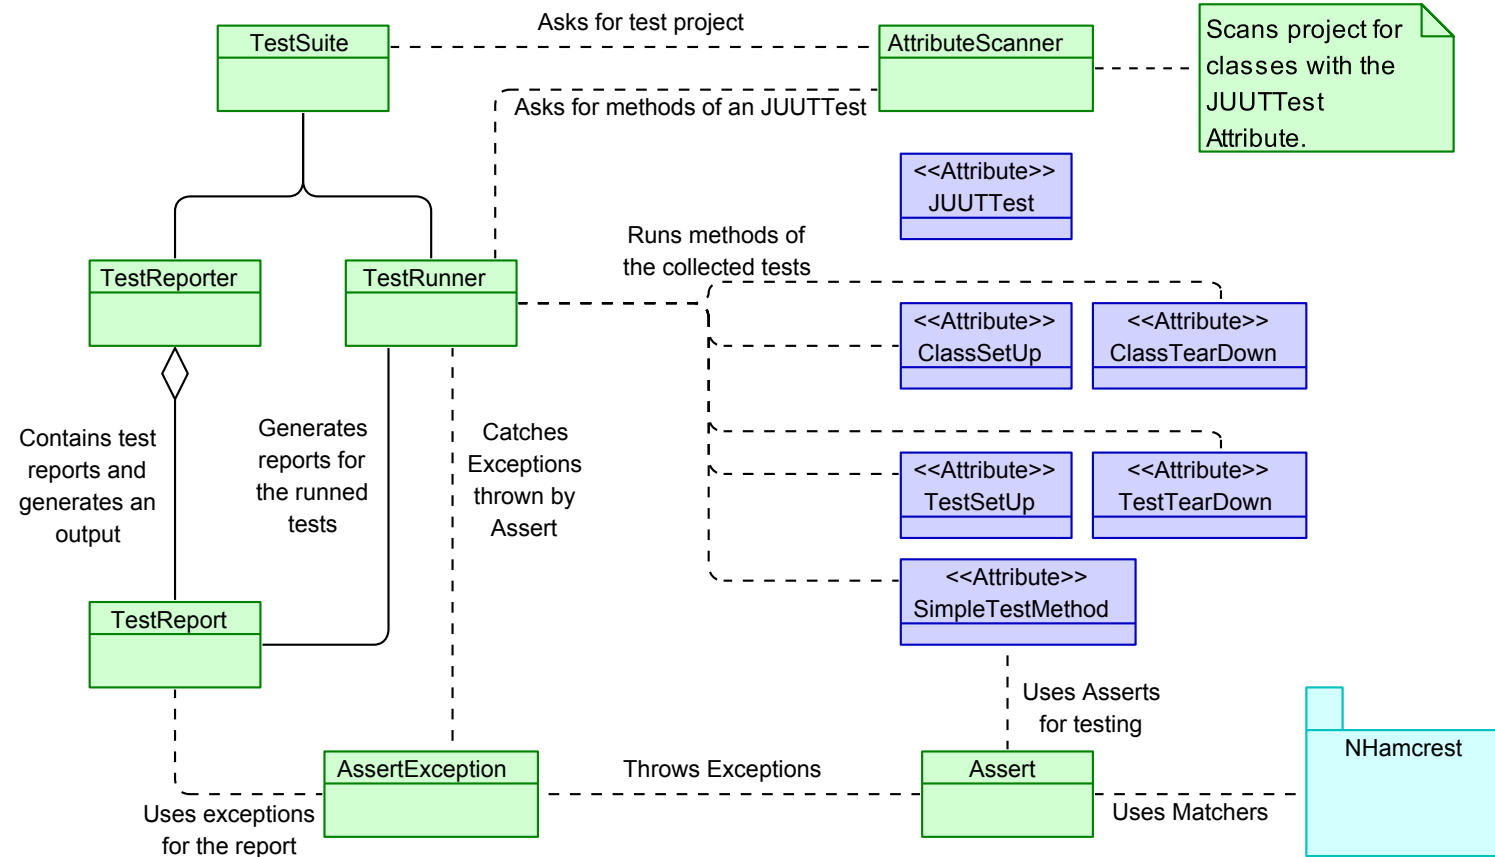 TestSuite
Asks for test project
AttributeScanner
Scans project for
classes with the
JUUTTest
Attribute.
Asks for methods of an JUUTTest
<<Attribute>>
JUUTTest
Runs methods of
the collected tests
TestReporter
TestRunner
<<Attribute>>
ClassSetUp
<<Attribute>>
ClassTearDown
Contains test
reports and
generates an
output
Generates
reports for
the runned
tests
Catches
Exceptions
thrown by
Assert
<<Attribute>>
TestSetUp
<<Attribute>>
TestTearDown
<<Attribute>>
SimpleTestMethod
TestReport
Uses Asserts
for testing
NHamcrest
AssertException
Throws Exceptions
Assert
Uses Matchers
Uses exceptions
for the report